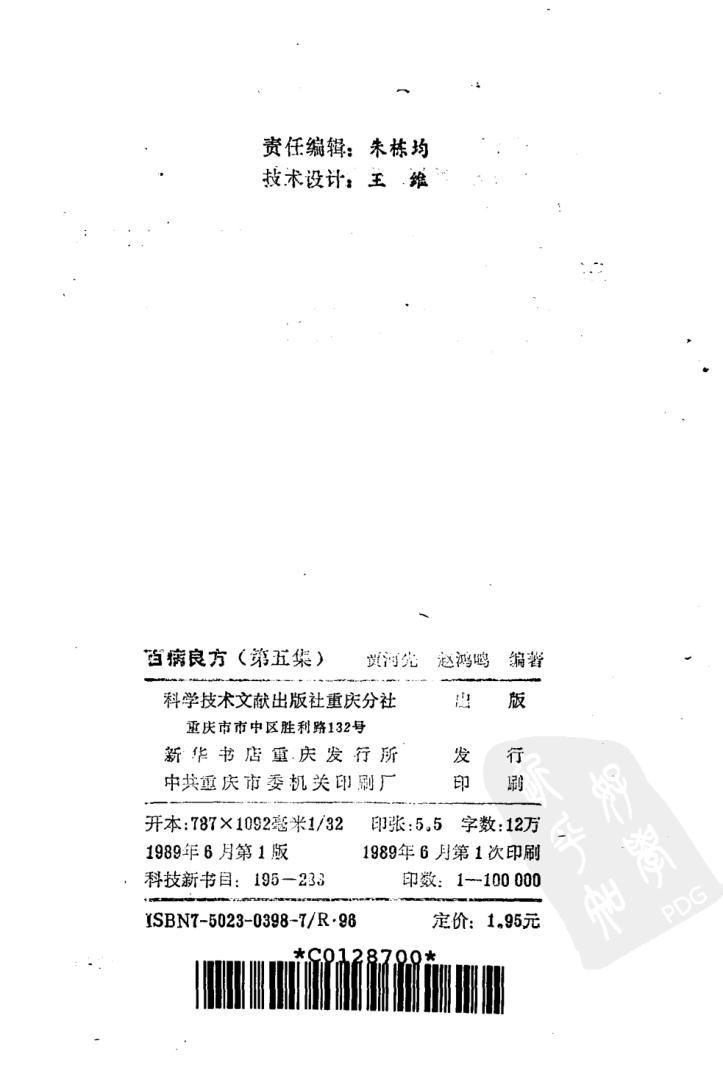 责任编辑：朱栋均
技术设计：王 维
百病良方（第五集） 贾河先 赵鸿鸣 编著
科学技术文献出版社重庆分社 出 版
重庆市市中区胜利路132号
新华书店重庆发行所 发 行
中共重庆市委机关印刷厂 印 刷
开本：787×1092毫米1/32 印张：5.5 字数：12万
1989年6月第1版 1989年6月第1次印刷
科技新书目：195—233 印数：1—100 000
ISBN7-5023-0398-7/R·96 定价：1.95元
*C0128700*
PDG